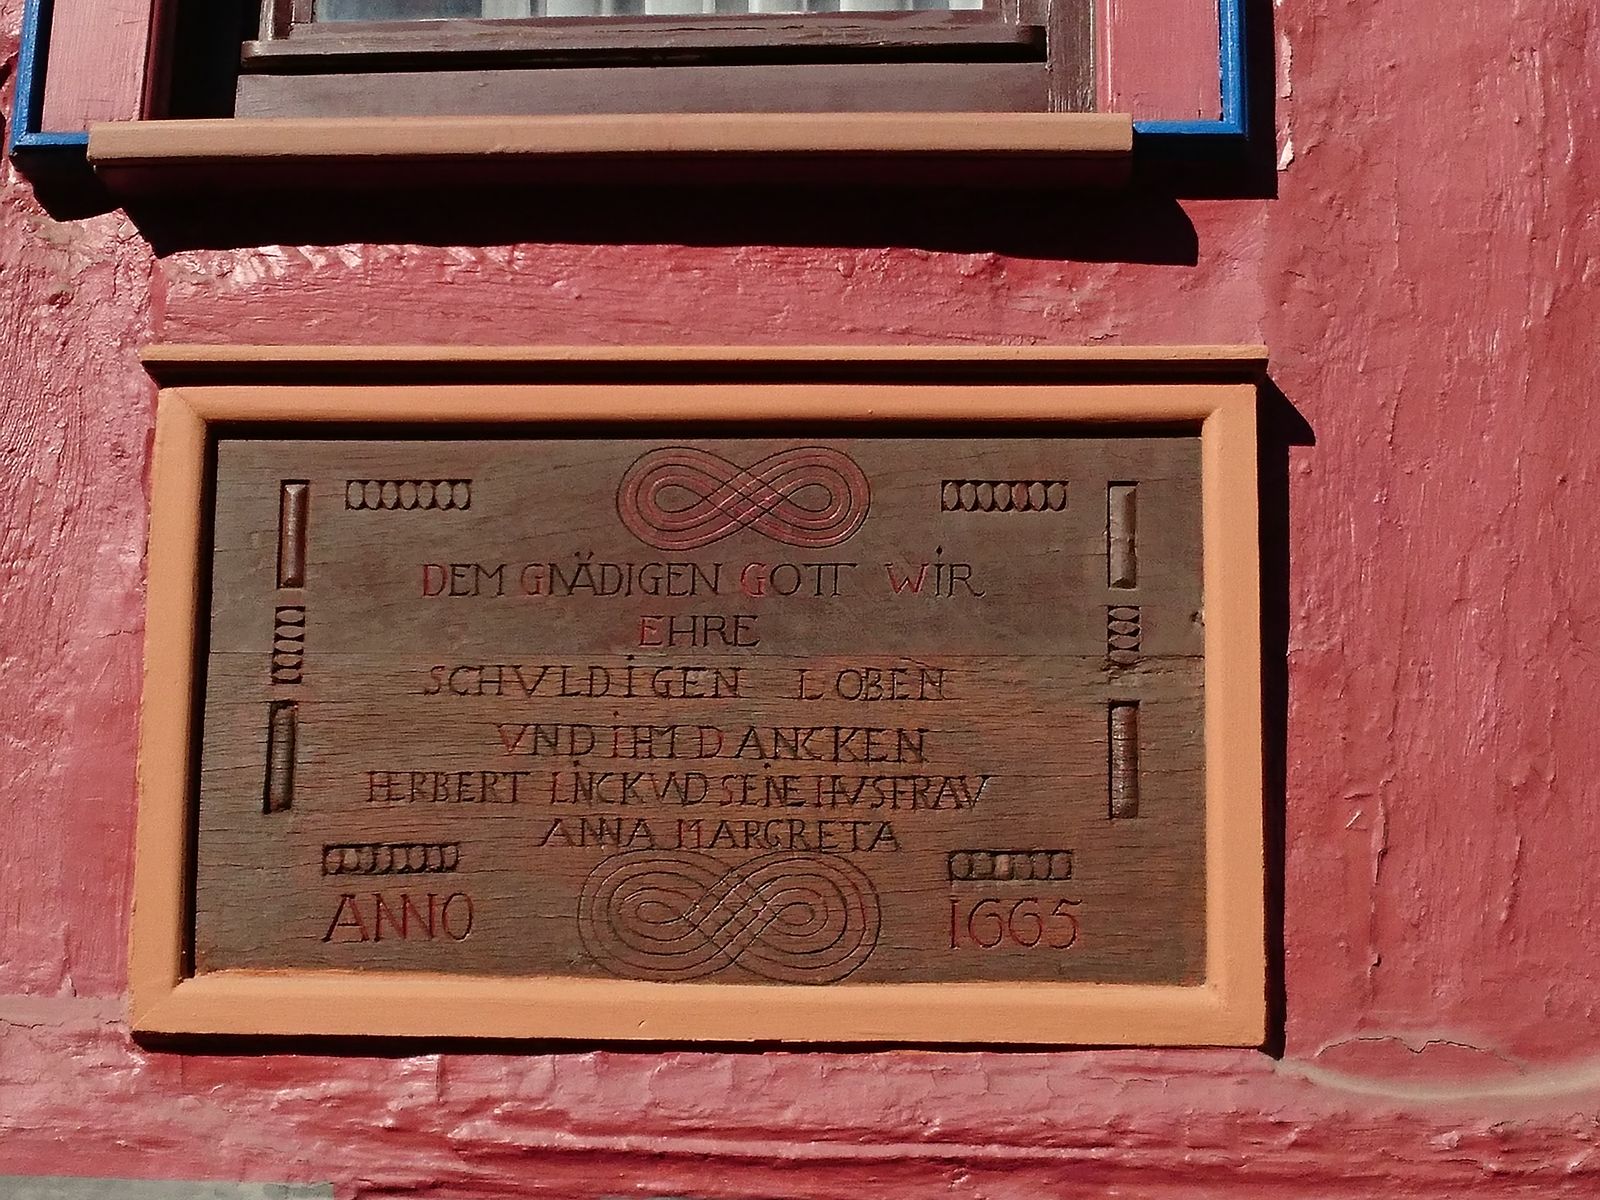 DEM GNÄDIGEN GOTT WIR
EHRE
SCHVLDIGEN LOBEN
VND IHM DANCKEN
HERBERT LINCK VND SEINE HVSFRAV
ANNA MARGRETA
ANNO 1665